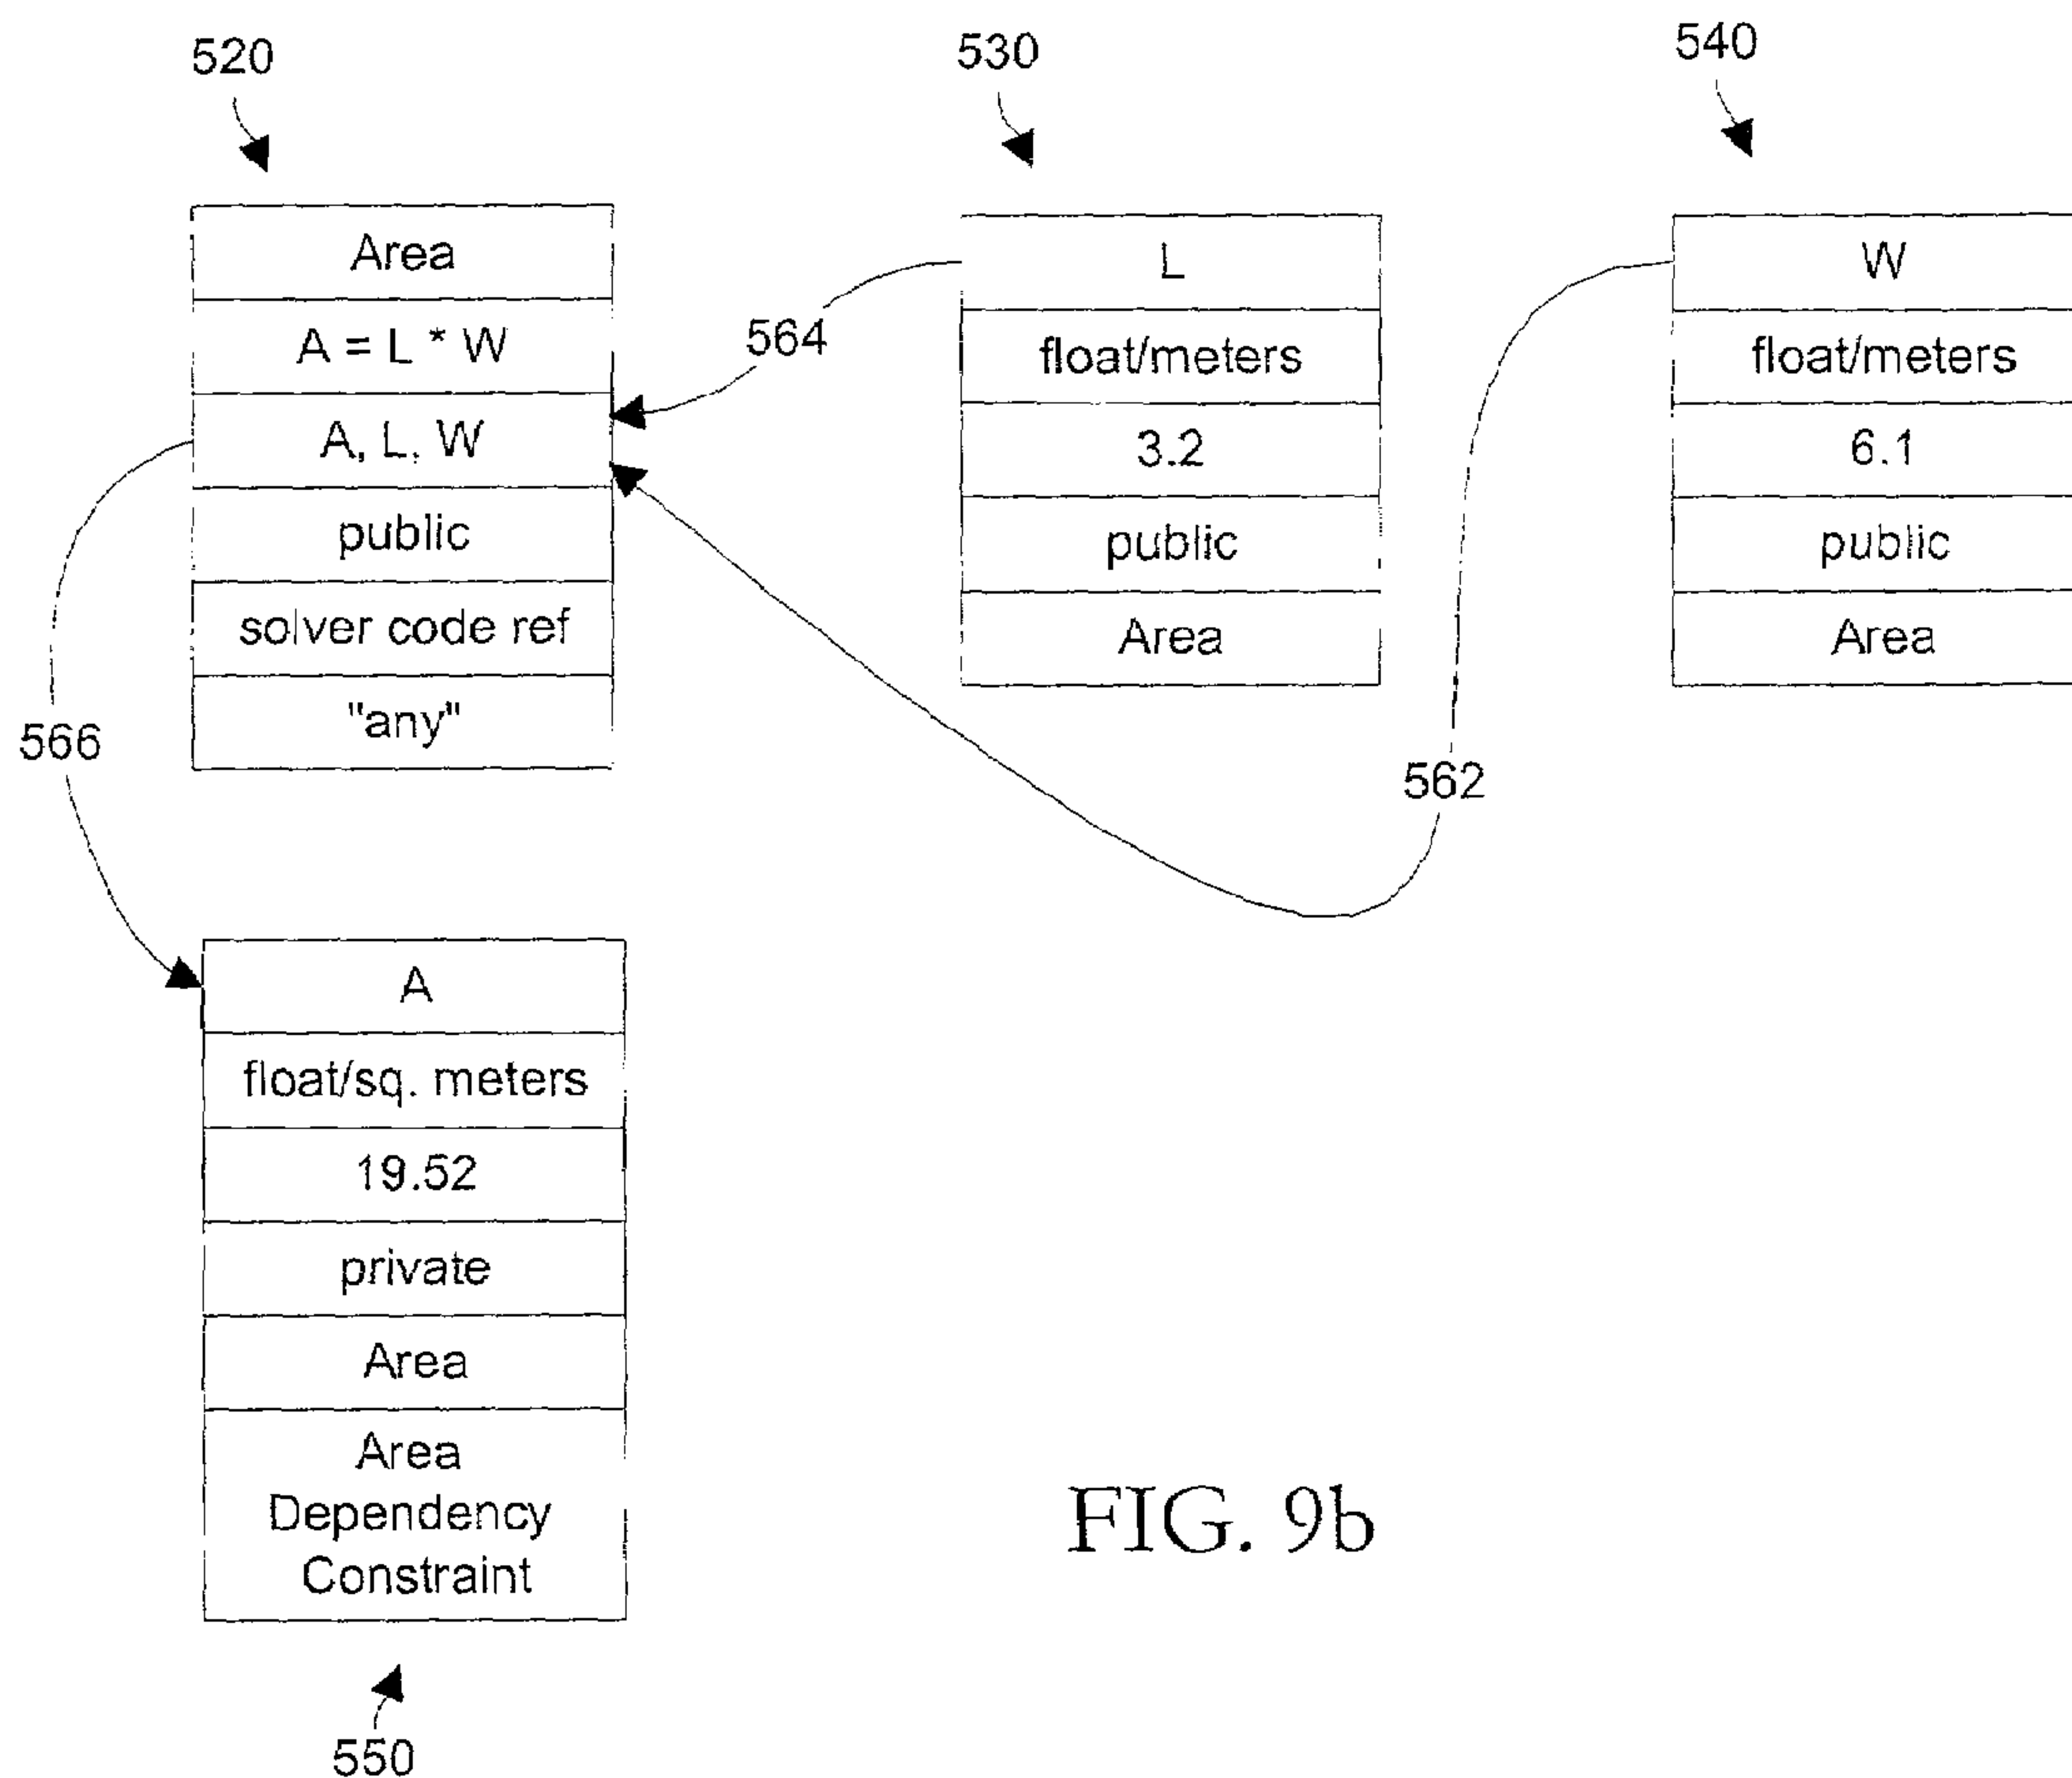 520
530
540
Area
A = L * W
A, L, W
public
solver code ref
"any"
564
L
float/meters
3.2
public
Area
W
float/meters
6.1
public
Area
566
562
A
float/sq. meters
19.52
private
Area
Area
Dependency
Constraint
550
FIG. 9b